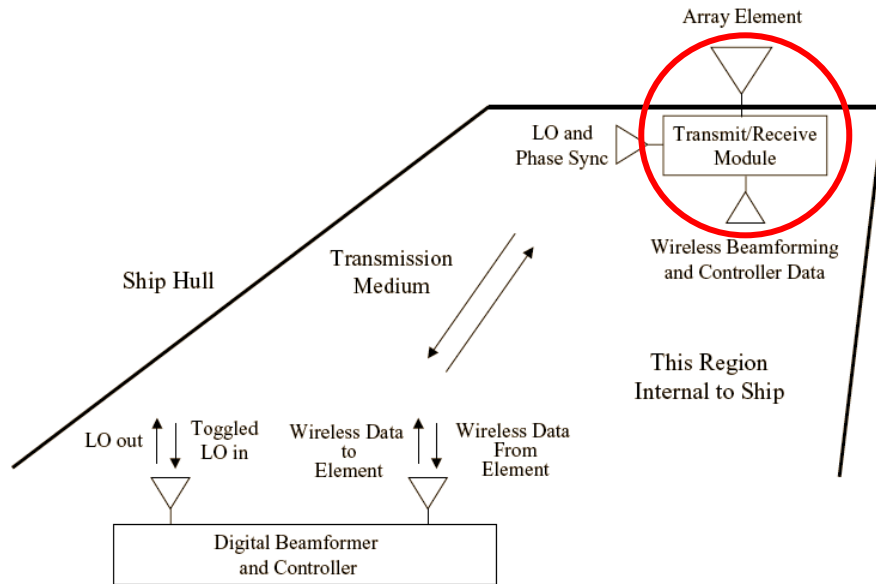 Array Element
LO and
Phase Sync
Transmit/Receive
Module
Wireless Beamforming
and Controller Data
Transmission
Medium
Ship Hull
This Region
Internal to Ship
LO out
Toggled
LO in
Wireless Data
to
Element
Wireless Data
From
Element
Digital Beamformer
and Controller